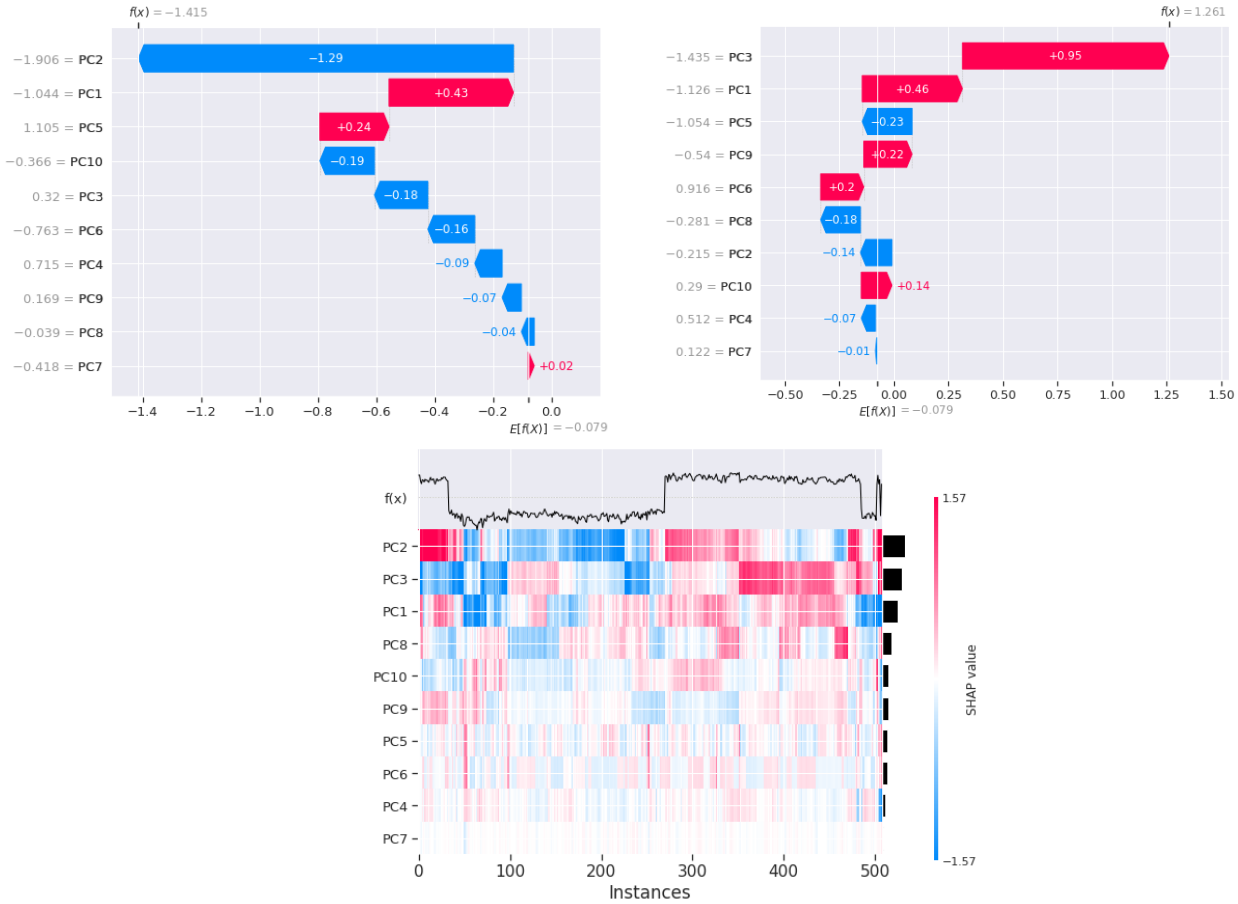 f(x) = −1.415
−1.906 = PC2
−1.29
−1.044 = PC1
+0.43
1.105 = PC5
+0.24
−0.366 = PC10
−0.19
0.32 = PC3
−0.18
−0.763 = PC6
−0.16
0.715 = PC4
−0.09
0.169 = PC9
−0.07
−0.039 = PC8
−0.04
−0.418 = PC7
+0.02
−1.4 −1.2 −1.0 −0.8 −0.6 −0.4 −0.2 0.0
E[f(X)] = −0.079
f(x) = 1.261
−1.435 = PC3
+0.95
−1.126 = PC1
+0.46
−1.054 = PC5
−0.23
−0.54 = PC9
+0.22
0.916 = PC6
+0.2
−0.281 = PC8
−0.18
−0.215 = PC2
−0.14
0.29 = PC10
+0.14
0.512 = PC4
−0.07
0.122 = PC7
−0.01
−0.50 −0.25 0.00 0.25 0.50 0.75 1.00 1.25 1.50
E[f(X)] = −0.079
f(x)
PC2
PC3
PC1
PC8
PC10
PC9
PC5
PC6
PC4
PC7
0 100 200 300 400 500
Instances
1.57
SHAP value
−1.57